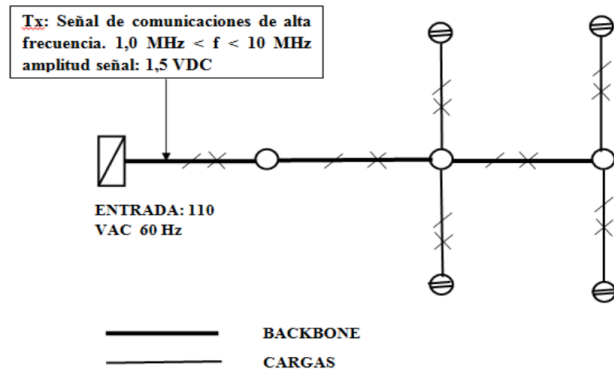 Tx: Señal de comunicaciones de alta
frecuencia. 1,0 MHz < f < 10 MHz
amplitud señal: 1,5 VDC
ENTRADA: 110
VAC 60 Hz
BACKBONE
CARGAS